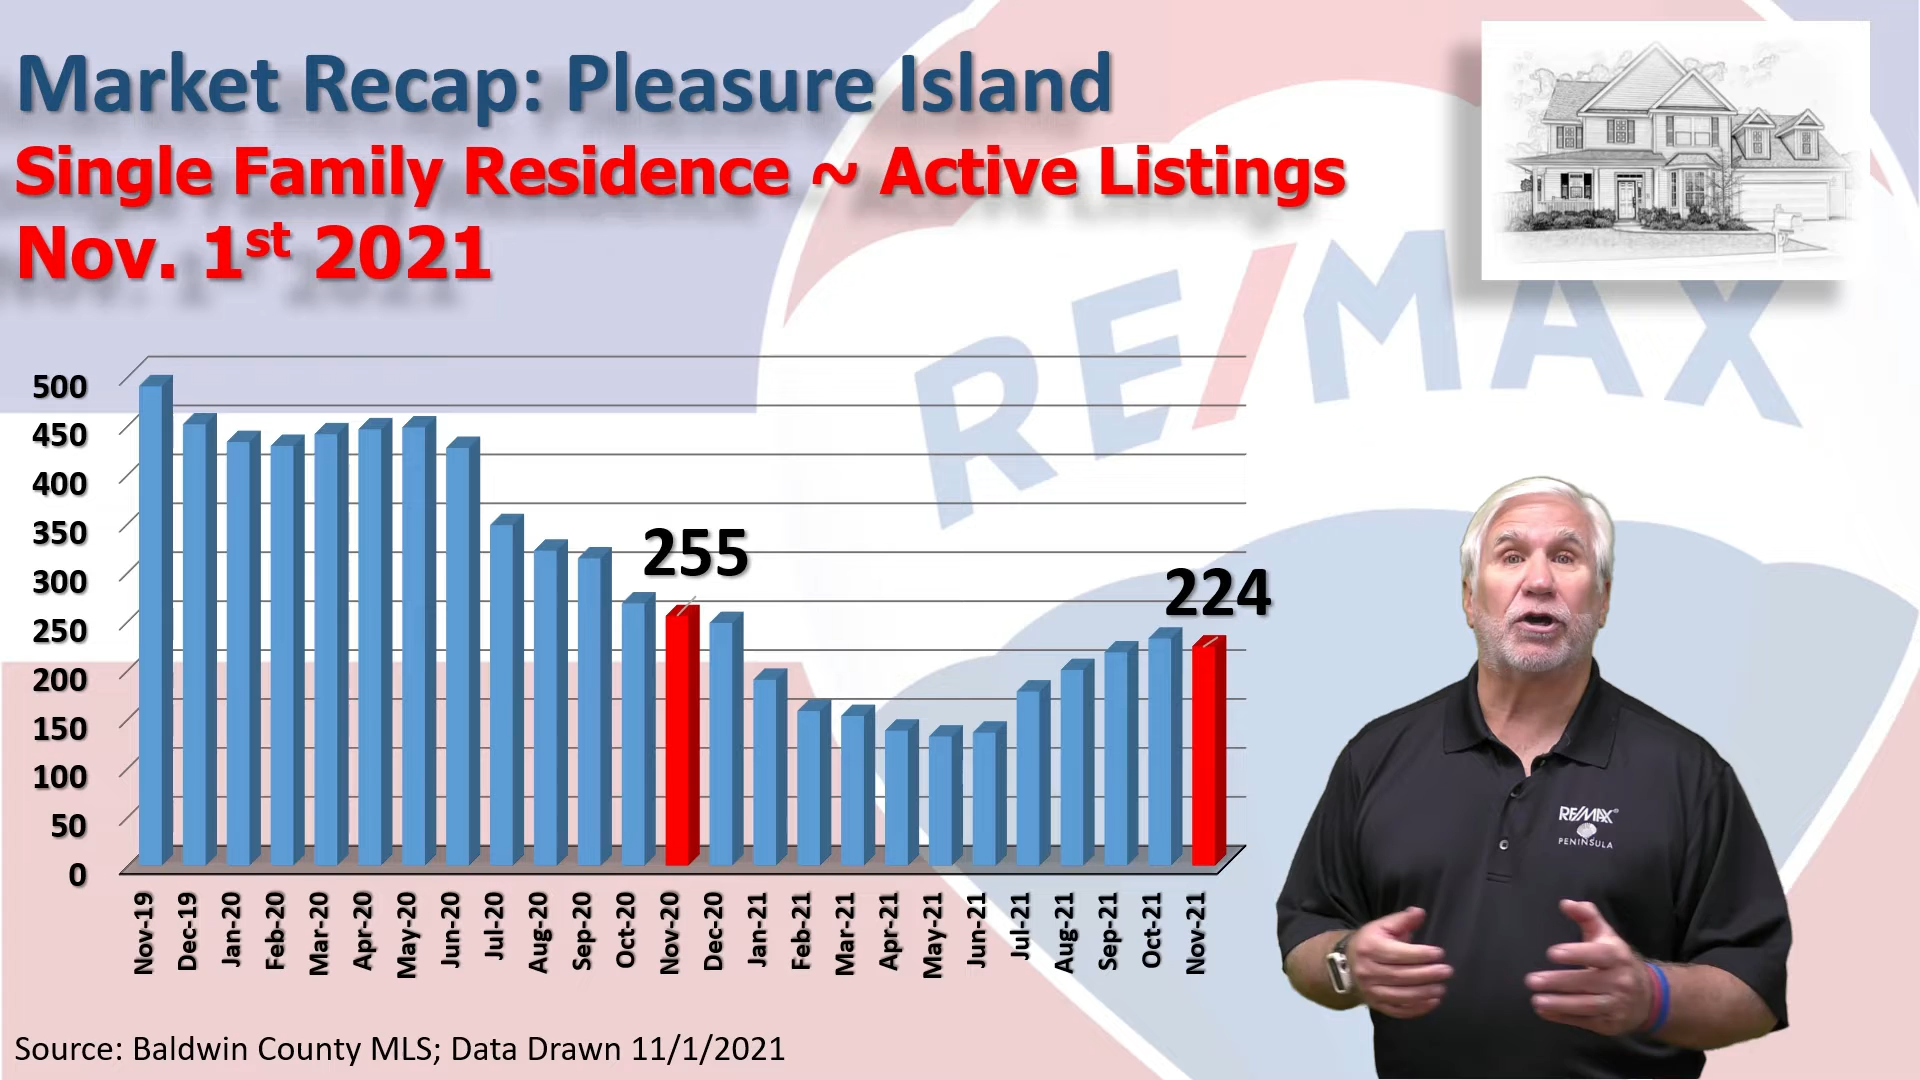 Market Recap: Pleasure Island
Single Family Residence ~ Active Listings
Nov. 1st 2021
RE/MAX
500
450
400
350
300
250
200
150
100
50
0
255
224
Nov-19
Dec-19
Jan-20
Feb-20
Mar-20
Apr-20
May-20
Jun-20
Jul-20
Aug-20
Sep-20
Oct-20
Nov-20
Dec-20
Jan-21
Feb-21
Mar-21
Apr-21
May-21
Jun-21
Jul-21
Aug-21
Sep-21
Oct-21
Nov-21
RE/MAX®
PENINSULA
Source: Baldwin County MLS; Data Drawn 11/1/2021